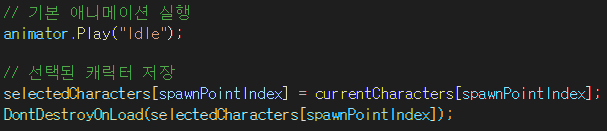 // 기본 애니메이션 실행
animator.Play("Idle");
// 선택된 캐릭터 저장
selectedCharacters[spawnPointIndex] = currentCharacters[spawnPointIndex];
DontDestroyOnLoad(selectedCharacters[spawnPointIndex]);